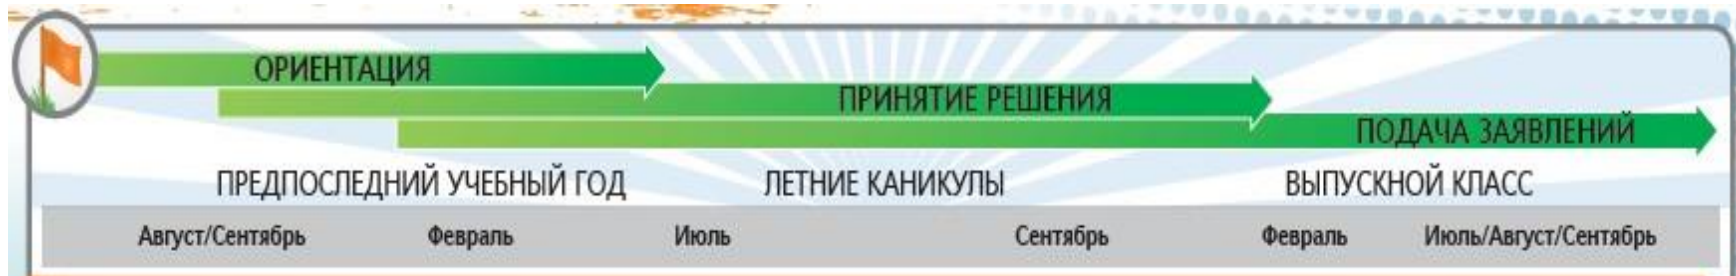 ОРИЕНТАЦИЯ
ПРИНЯТИЕ РЕШЕНИЯ
ПОДАЧА ЗАЯВЛЕНИЙ
ПРЕДПОСЛЕДНИЙ УЧЕБНЫЙ ГОД ЛЕТНИЕ КАНИКУЛЫ ВЫПУСКНОЙ КЛАСС
Август/Сентябрь Февраль Июль Сентябрь Февраль Июль/Август/Сентябрь